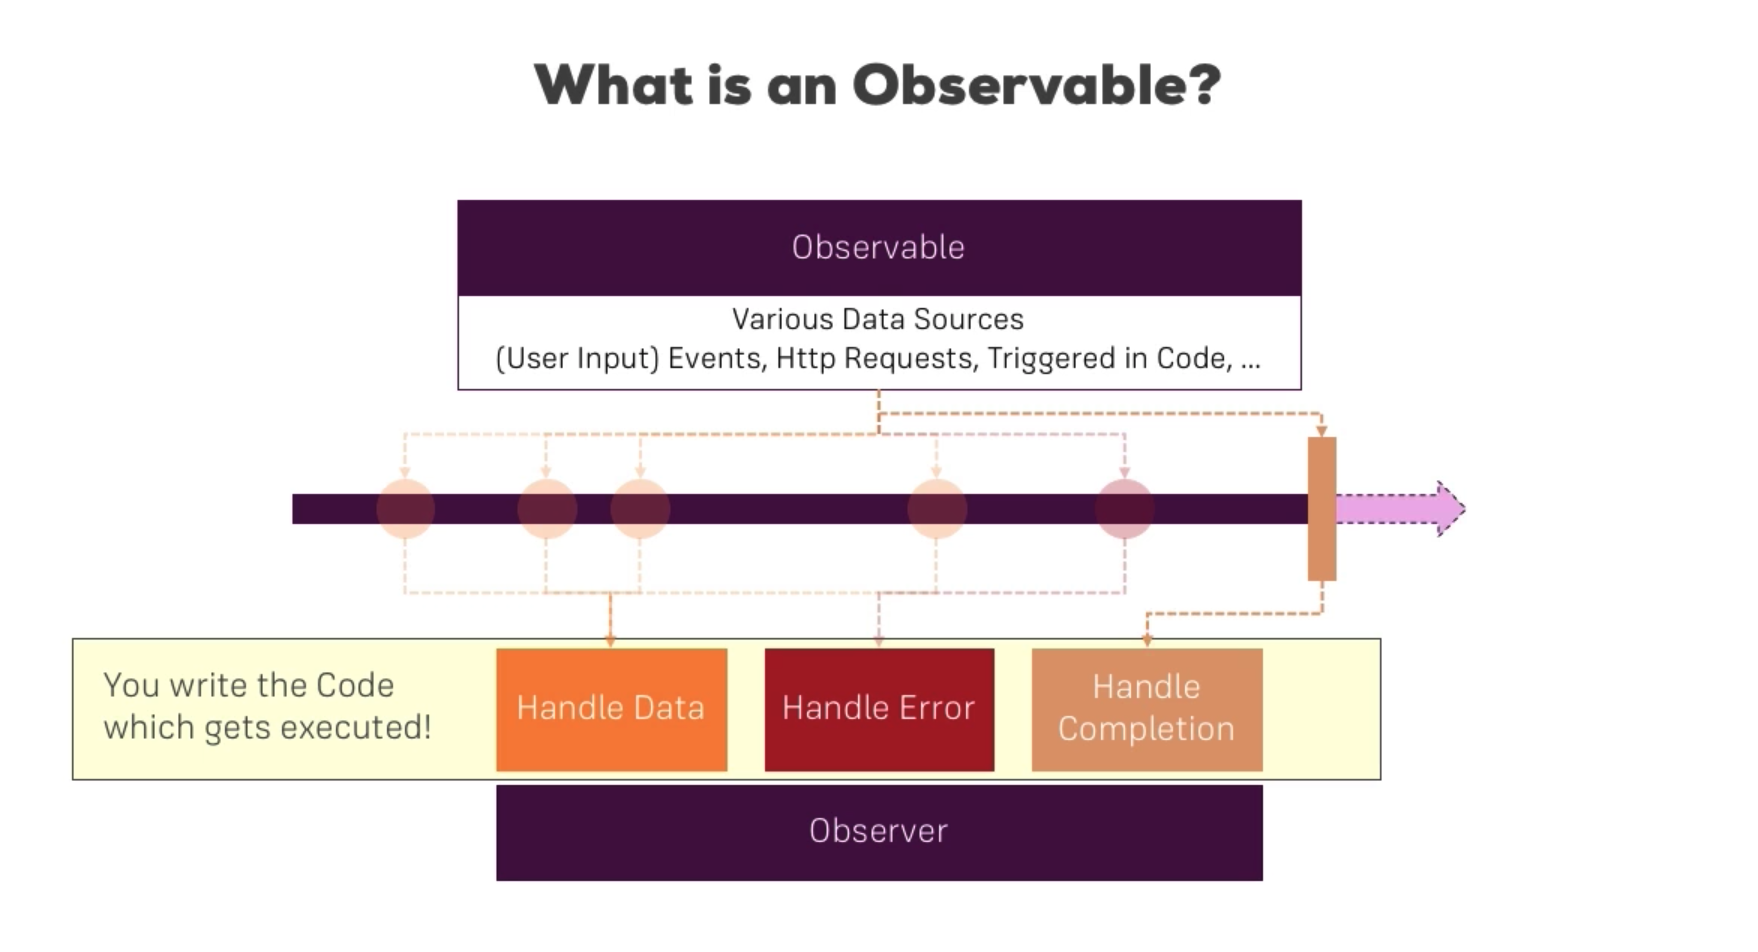 What is an Observable?
Observable
Various Data Sources
(User Input) Events, Http Requests, Triggered in Code, ...
You write the Code
which gets executed!
Handle Data
Handle Error
Handle
Completion
Observer